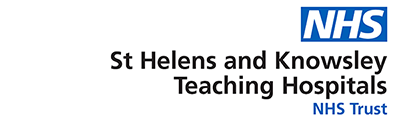 NHS
St Helens and Knowsley
Teaching Hospitals
NHS Trust